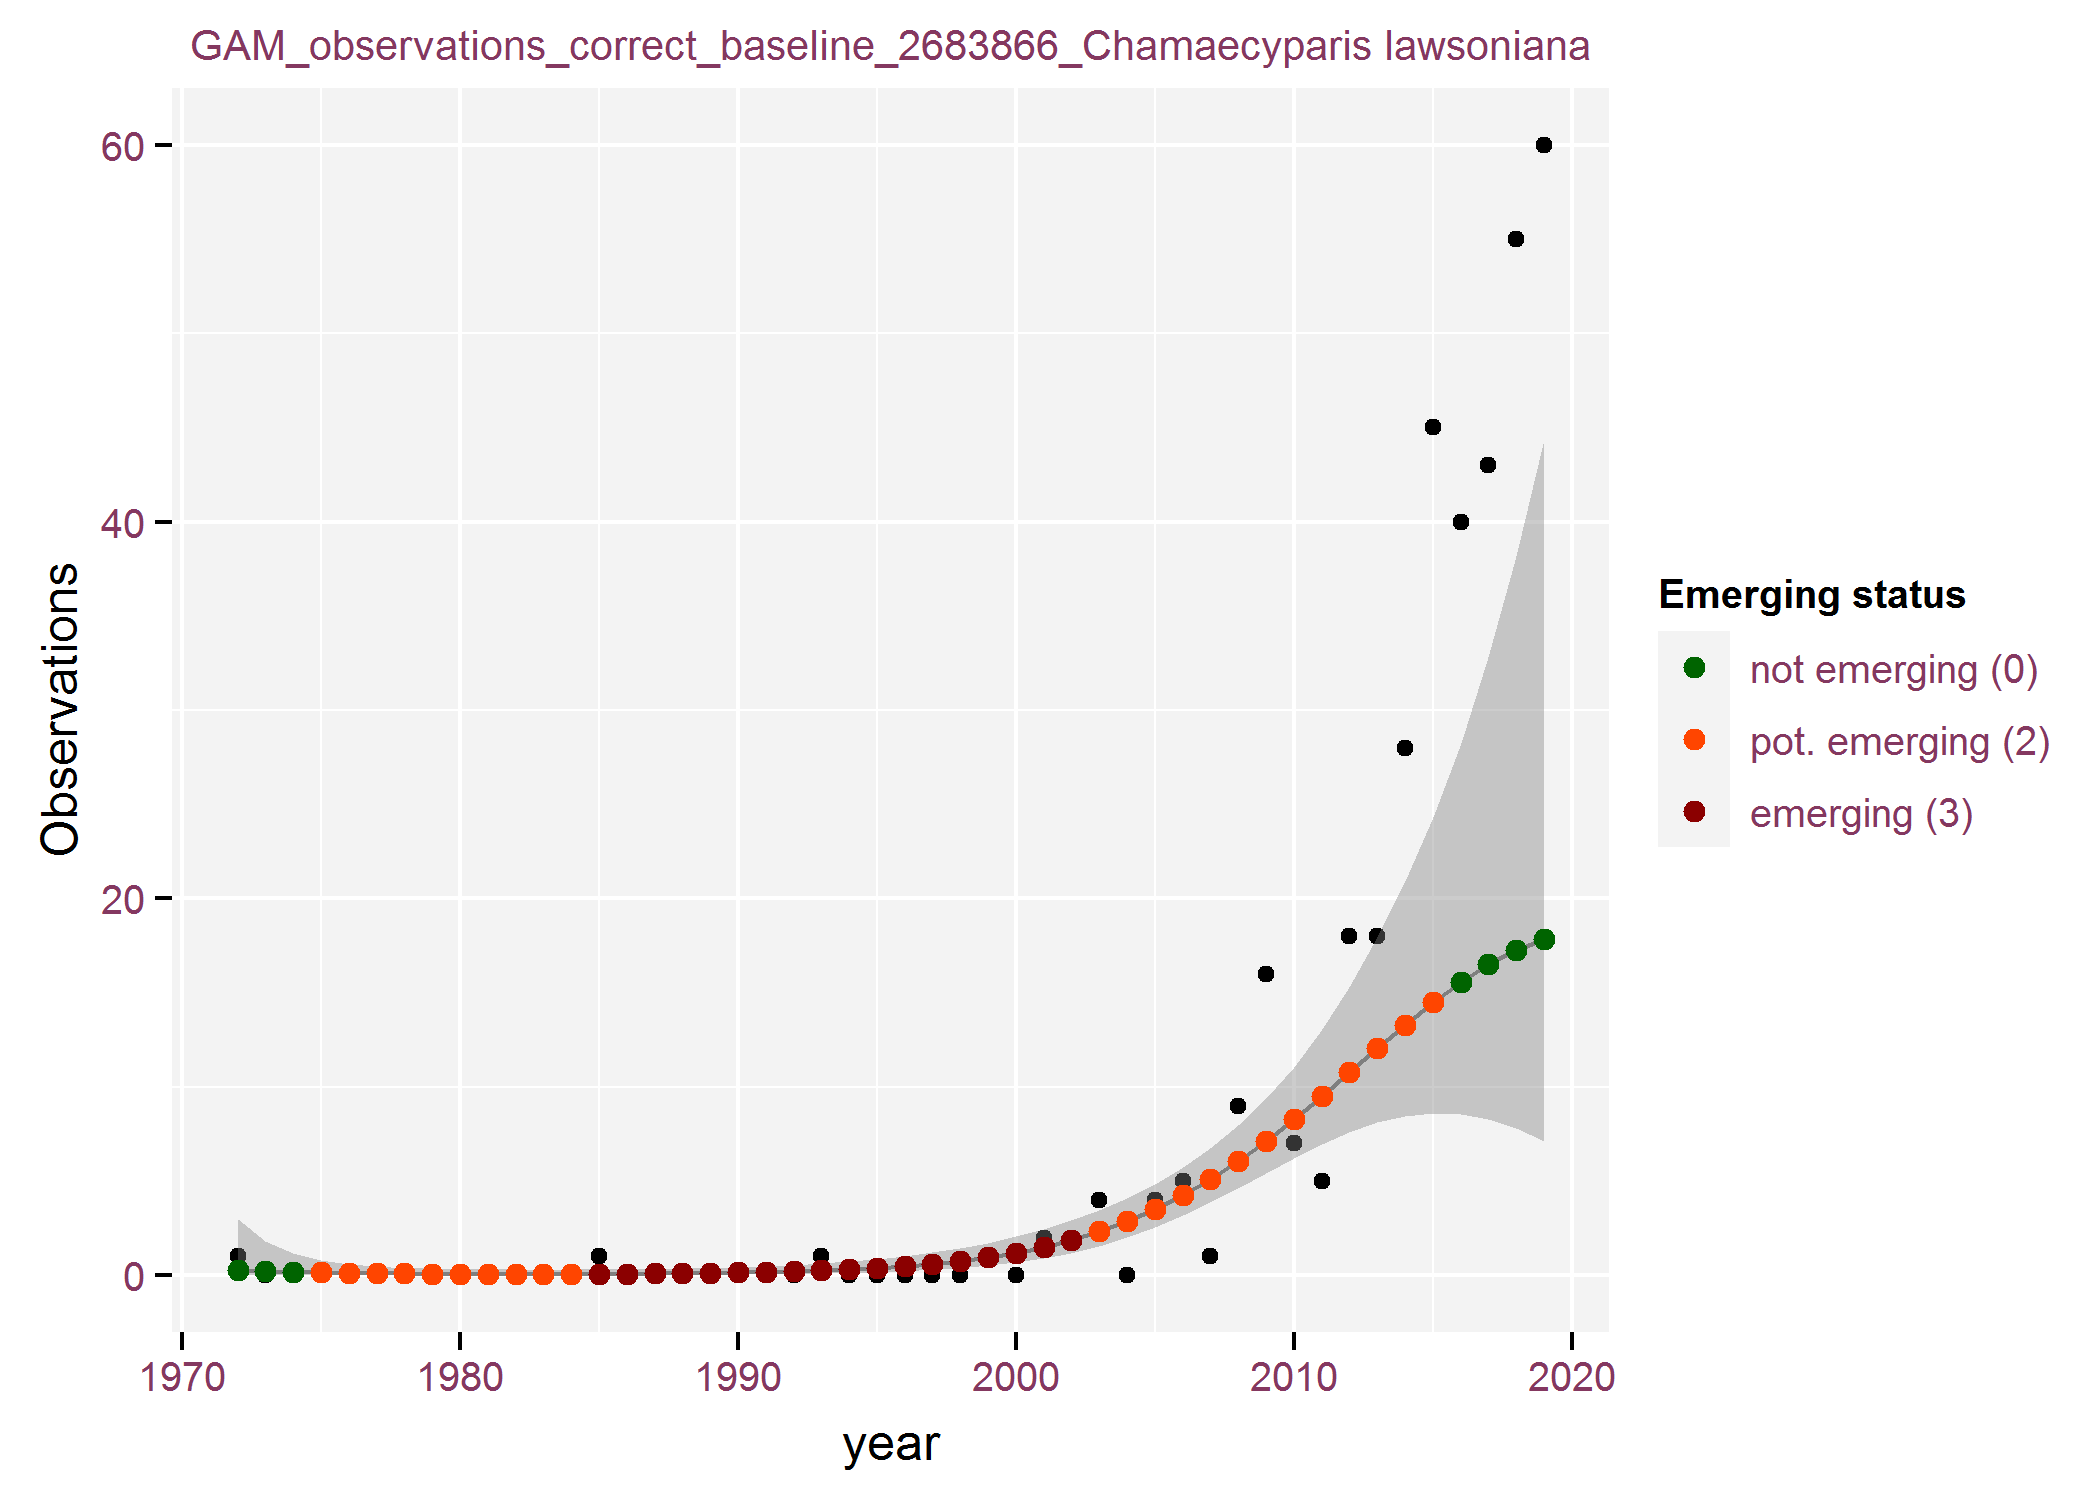 GAM_observations_correct_baseline_2683866_Chamaecyparis lawsoniana
60
40
20
0
Observations
1970 1980 1990 2000 2010 2020
year
Emerging status
not emerging (0)
pot. emerging (2)
emerging (3)